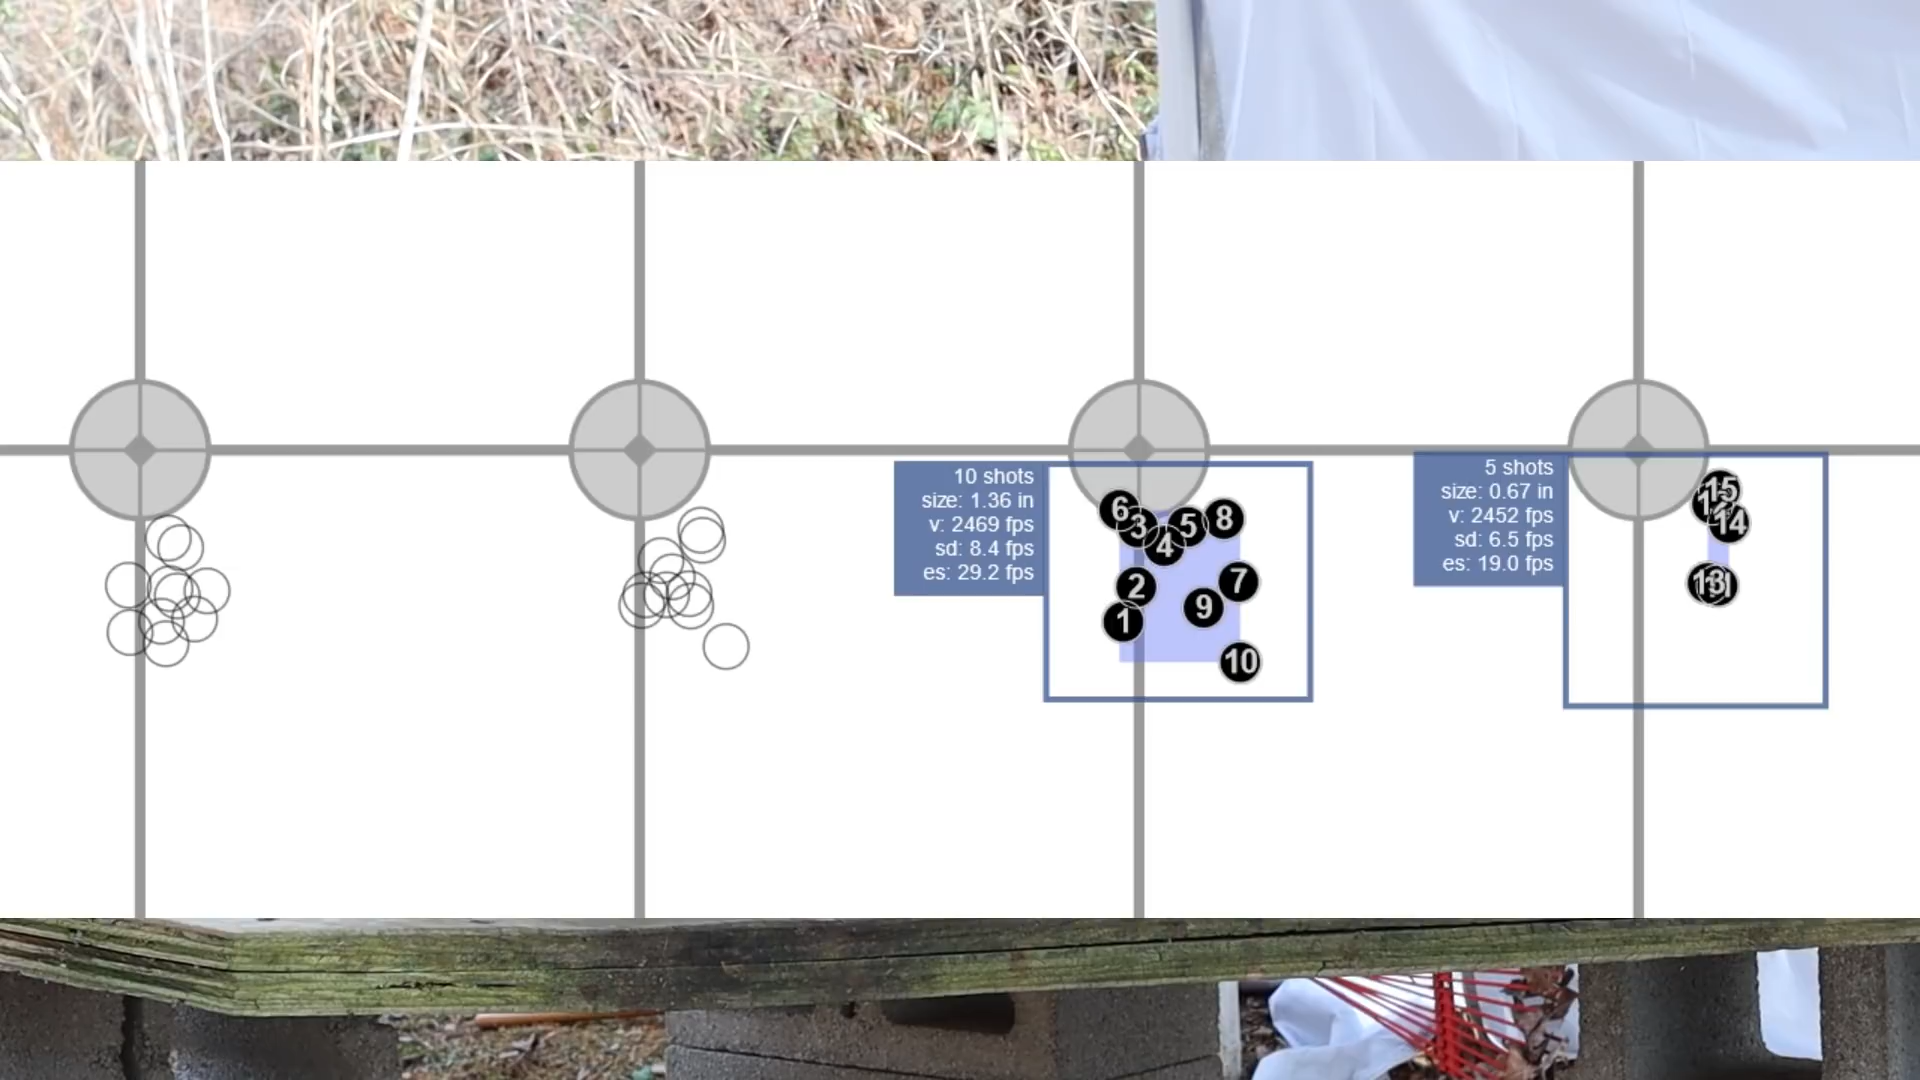 10 shots
size: 1.36 in
v: 2469 fps
sd: 8.4 fps
es: 29.2 fps
5 shots
size: 0.67 in
v: 2452 fps
sd: 6.5 fps
es: 19.0 fps
6
3
5
8
4
2
7
9
1
10
15
14
13